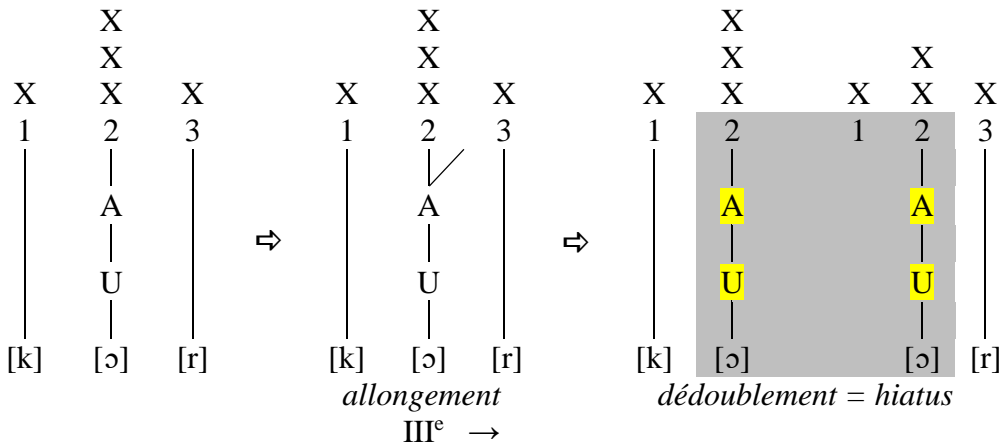 X X X
X X X X
X X X X X X X X X X
1 2 3 1 2 3 1 2 1 2 3
A A A A
⇨ ⇨
U U U U
[k] [ɔ] [r] [k] [ɔ] [r] [k] [ɔ] [ɔ] [r]
allongement dédoublement = hiatus
IIIᵉ →